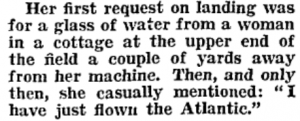 Her first request on landing was
for a glass of water from a woman
in a cottage at the upper end of
the field a couple of yards away
from her machine. Then, and only
then, she casually mentioned: "I
have just flown the Atlantic."